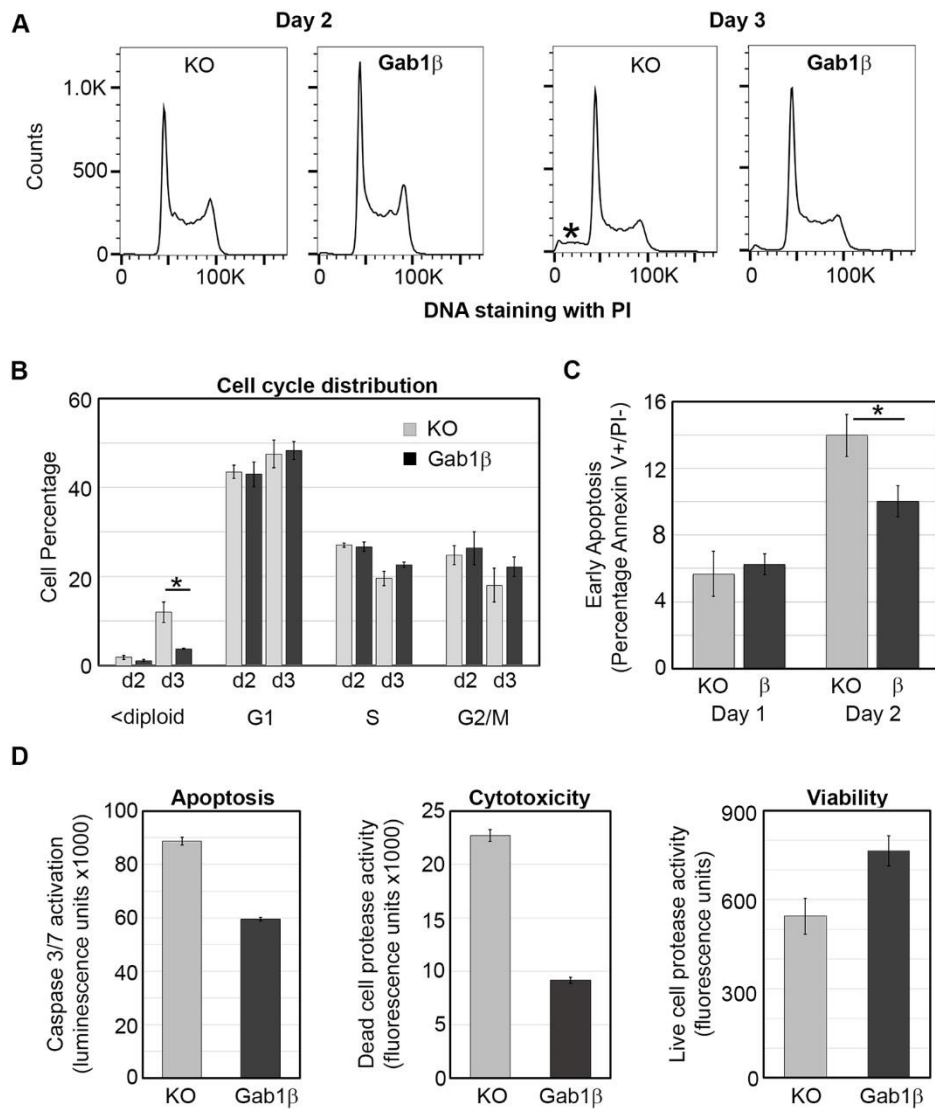 A
Day 2
Day 3
KO
Gab1β
KO
Gab1β
Counts
1.0K
500
0
0 100K
0 100K
0 100K
0 100K
*
DNA staining with PI
B
Cell cycle distribution
Cell Percentage
60
40
20
0
KO
Gab1β
*
d2 d3 d2 d3 d2 d3 d2 d3
<diploid G1 S G2/M
C
Early Apoptosis
(Percentage Annexin V+/PI-)
16
12
8
4
0
*
KO β KO β
Day 1 Day 2
D
Apoptosis
Caspase 3/7 activation
(luminescence units x1000)
100
80
60
40
20
0
KO Gab1β
Cytotoxicity
Dead cell protease activity
(fluorescence units x1000)
25
20
15
10
5
0
KO Gab1β
Viability
Live cell protease activity
(fluorescence units)
900
600
300
0
KO Gab1β